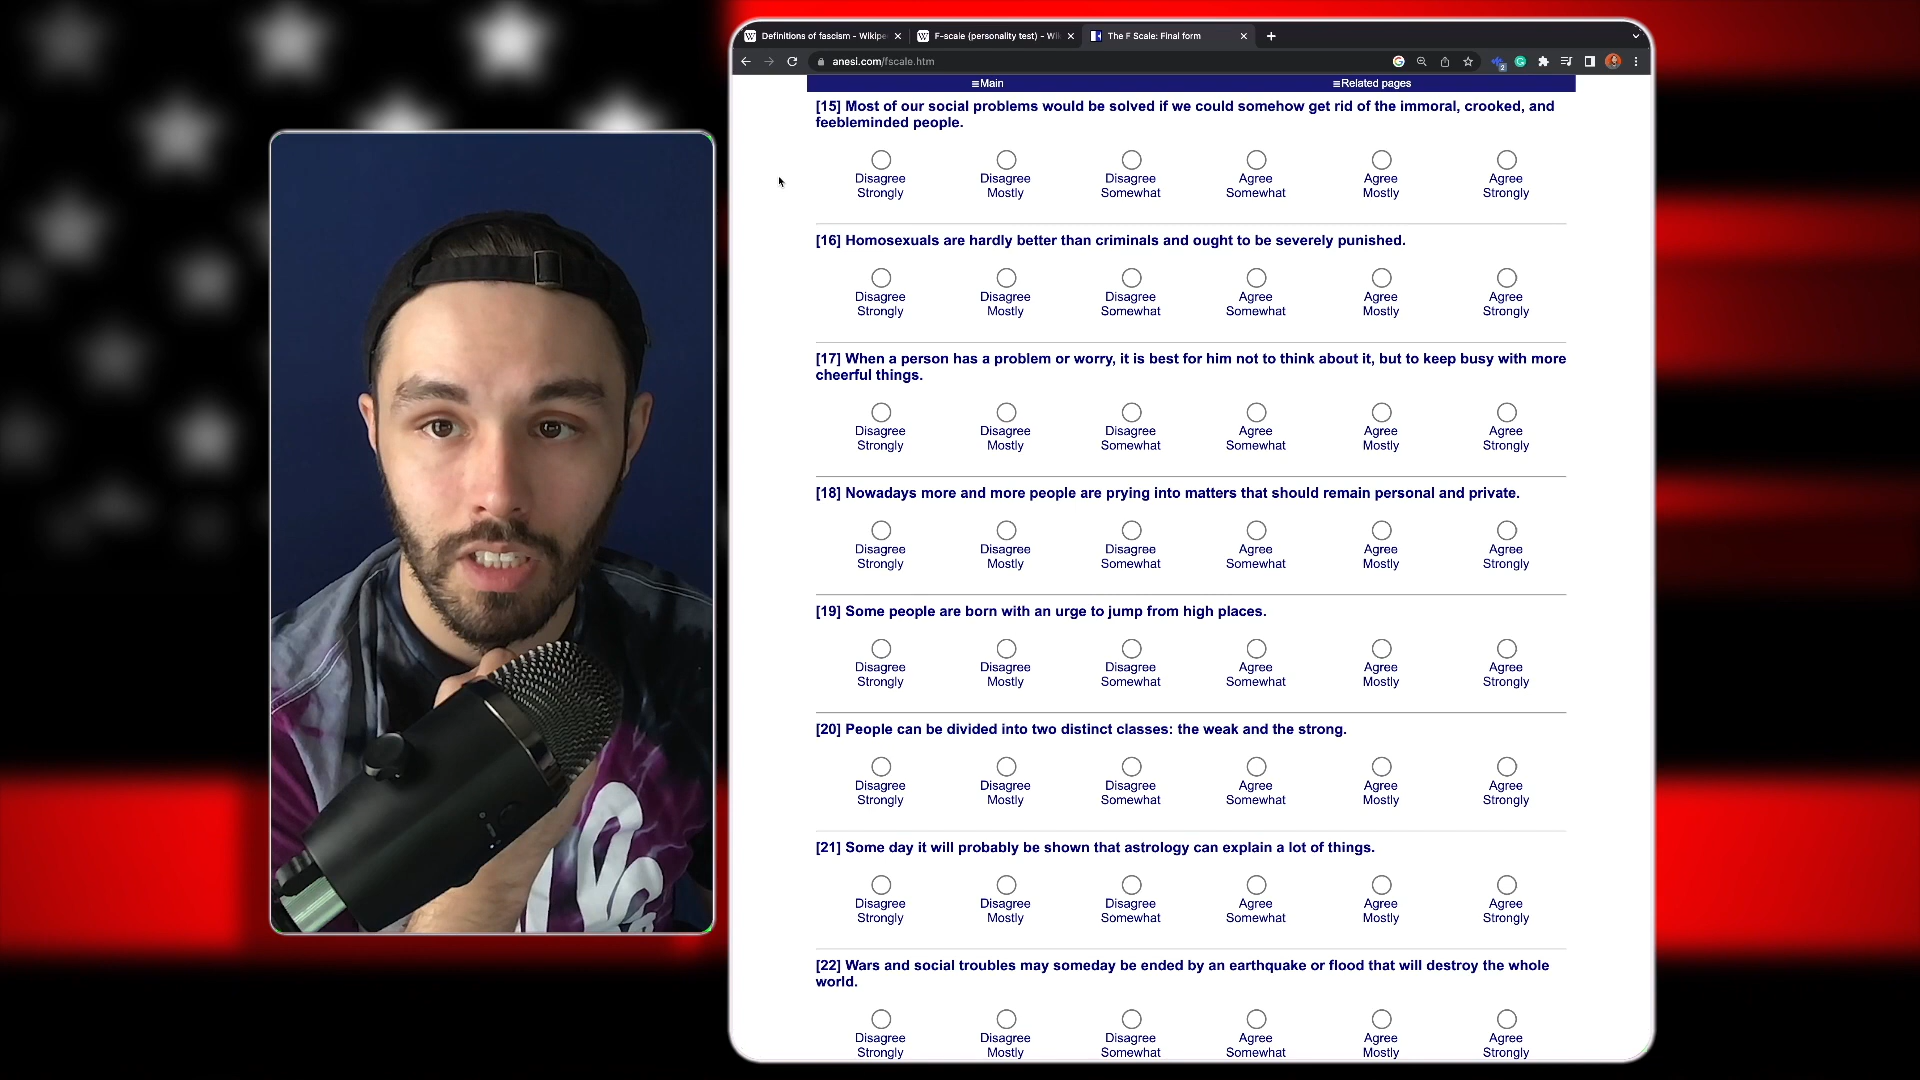 Definitions of fascism - Wikipe
F-scale (personality test) - Wi
The F Scale: Final form
anesi.com/fscale.htm
2
≡Main
≡Related pages
[15] Most of our social problems would be solved if we could somehow get rid of the immoral, crooked, and
feebleminded people.
Disagree Strongly
Disagree Mostly
Disagree Somewhat
Agree Somewhat
Agree Mostly
Agree Strongly
[16] Homosexuals are hardly better than criminals and ought to be severely punished.
Disagree Strongly
Disagree Mostly
Disagree Somewhat
Agree Somewhat
Agree Mostly
Agree Strongly
[17] When a person has a problem or worry, it is best for him not to think about it, but to keep busy with more
cheerful things.
Disagree Strongly
Disagree Mostly
Disagree Somewhat
Agree Somewhat
Agree Mostly
Agree Strongly
[18] Nowadays more and more people are prying into matters that should remain personal and private.
Disagree Strongly
Disagree Mostly
Disagree Somewhat
Agree Somewhat
Agree Mostly
Agree Strongly
[19] Some people are born with an urge to jump from high places.
Disagree Strongly
Disagree Mostly
Disagree Somewhat
Agree Somewhat
Agree Mostly
Agree Strongly
[20] People can be divided into two distinct classes: the weak and the strong.
Disagree Strongly
Disagree Mostly
Disagree Somewhat
Agree Somewhat
Agree Mostly
Agree Strongly
[21] Some day it will probably be shown that astrology can explain a lot of things.
Disagree Strongly
Disagree Mostly
Disagree Somewhat
Agree Somewhat
Agree Mostly
Agree Strongly
[22] Wars and social troubles may someday be ended by an earthquake or flood that will destroy the whole
world.
Disagree Strongly
Disagree Mostly
Disagree Somewhat
Agree Somewhat
Agree Mostly
Agree Strongly